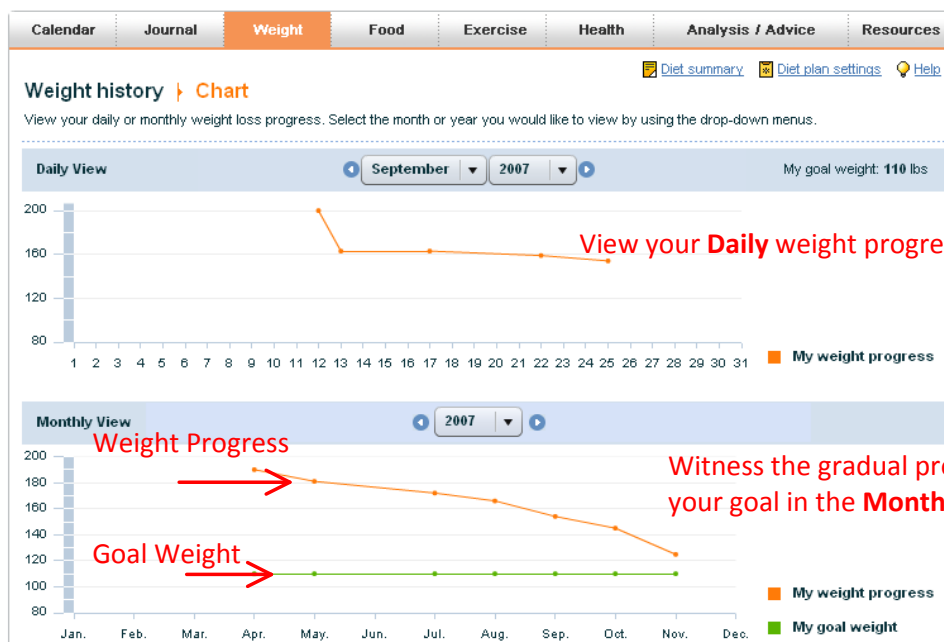 Calendar Journal Weight Food Exercise Health Analysis / Advice Resources
Diet summary Diet plan settings Help
Weight history Chart
View your daily or monthly weight loss progress. Select the month or year you would like to view by using the drop-down menus.
Daily View September 2007 My goal weight: 110 lbs
200
160
120
80
View your Daily weight progre
1 2 3 4 5 6 7 8 9 10 11 12 13 14 15 16 17 18 19 20 21 22 23 24 25 26 27 28 29 30 31
My weight progress
Monthly View 2007
Weight Progress
200
180
160
140
120
100
80
Witness the gradual pro
your goal in the Month
Goal Weight
My weight progress
My goal weight
Jan. Feb. Mar. Apr. May. Jun. Jul. Aug. Sep. Oct. Nov. Dec.